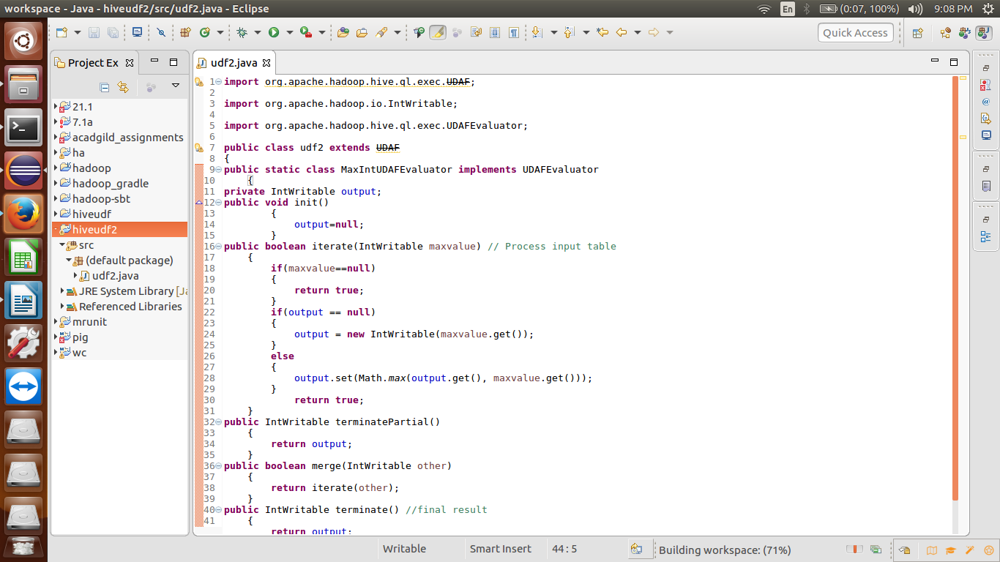 workspace - Java - hiveudf2/src/udf2.java - Eclipse
En
(0:07, 100%)
9:08 PM
Quick Access
Project Ex
21.1
7.1a
acadgild_assignments
ha
hadoop
hadoop_gradle
hadoop-sbt
hiveudf
hiveudf2
src
(default package)
udf2.java
JRE System Library [Ja
Referenced Libraries
mrunit
pig
wc
udf2.java
1 import org.apache.hadoop.hive.ql.exec.UDAF;
2
3 import org.apache.hadoop.io.IntWritable;
4
5 import org.apache.hadoop.hive.ql.exec.UDAFEvaluator;
6
7 public class udf2 extends UDAF
8 {
9 public static class MaxIntUDAFEvaluator implements UDAFEvaluator
10 {
11 private IntWritable output;
12 public void init()
13 {
14 output=null;
15 }
16 public boolean iterate(IntWritable maxvalue) // Process input table
17 {
18 if(maxvalue==null)
19 {
20 return true;
21 }
22 if(output == null)
23 {
24 output = new IntWritable(maxvalue.get());
25 }
26 else
27 {
28 output.set(Math.max(output.get(), maxvalue.get()));
29 }
30 return true;
31 }
32 public IntWritable terminatePartial()
33 {
34 return output;
35 }
36 public boolean merge(IntWritable other)
37 {
38 return iterate(other);
39 }
40 public IntWritable terminate() //final result
41 {
return output;
Writable
Smart Insert
44 : 5
Building workspace: (71%)